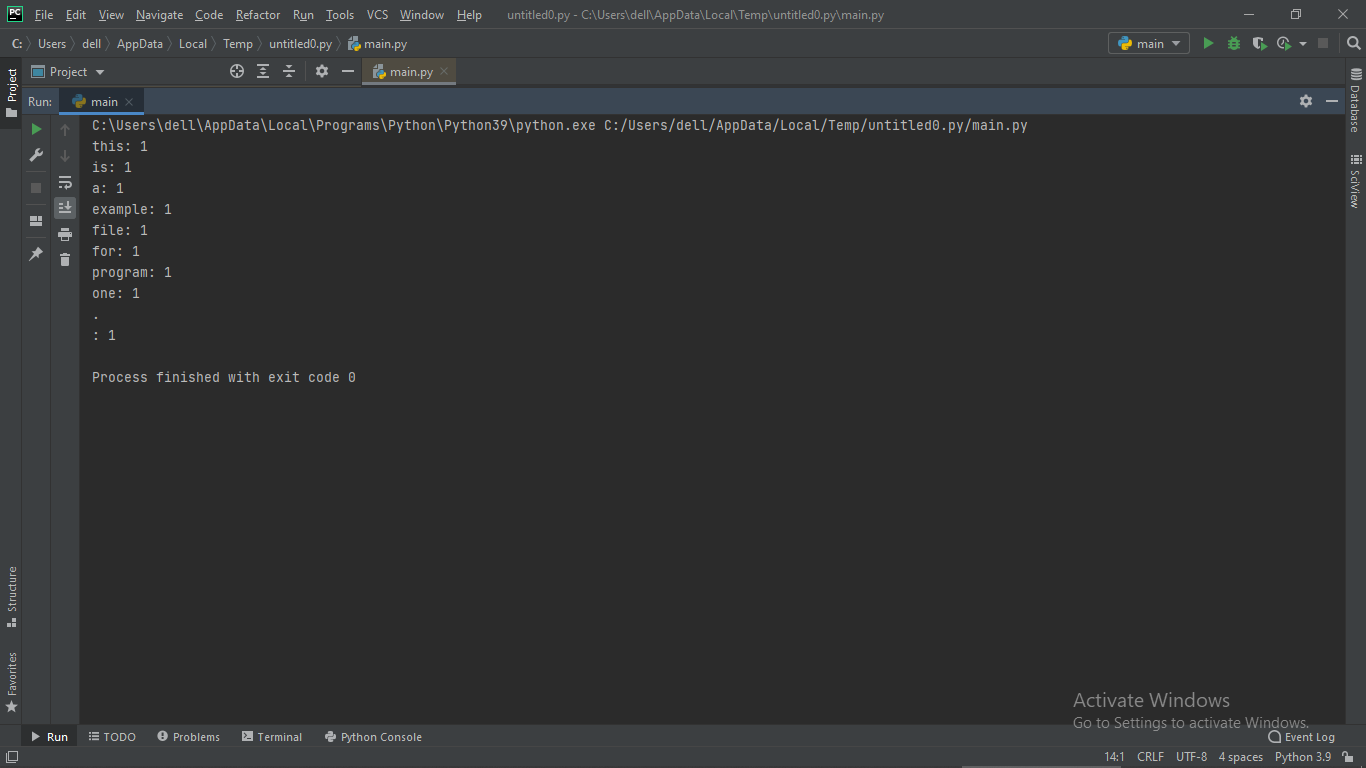 PC File Edit View Navigate Code Refactor Run Tools VCS Window Help untitled0.py - C:\Users\dell\AppData\Local\Temp\untitled0.py\main.py
C: Users dell AppData Local Temp untitled0.py main.py main
Project Project main.py
Run: main
C:\Users\dell\AppData\Local\Programs\Python\Python39\python.exe C:/Users/dell/AppData/Local/Temp/untitled0.py/main.py
this: 1
is: 1
a: 1
example: 1
file: 1
for: 1
program: 1
one: 1
.
: 1
Process finished with exit code 0
Database
SciView
Structure
Favorites
Activate Windows
Go to Settings to activate Windows.
Run TODO Problems Terminal Python Console Event Log
14:1 CRLF UTF-8 4 spaces Python 3.9